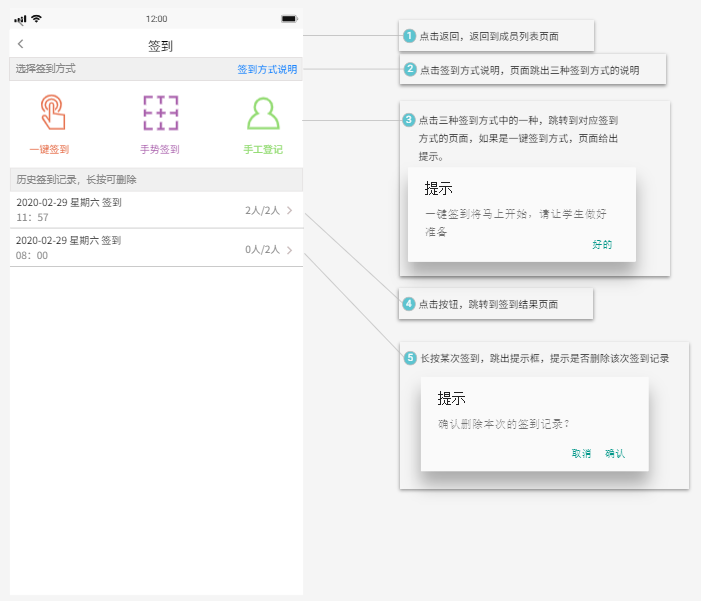 12:00
签到
选择签到方式
签到方式说明
一键签到
手势签到
手工登记
历史签到记录，长按可删除
2020-02-29 星期六 签到
11：57
2人/2人
2020-02-29 星期六 签到
08：00
0人/2人
1 点击返回，返回到成员列表页面
2 点击签到方式说明，页面跳出三种签到方式的说明
3 点击三种签到方式中的一种，跳转到对应签到
方式的页面，如果是一键签到方式，页面给出
提示。
提示
一键签到将马上开始，请让学生做好
准备
好的
4 点击按钮，跳转到签到结果页面
5 长按某次签到，跳出提示框，提示是否删除该次签到记录
提示
确认删除本次的签到记录？
取消 确认